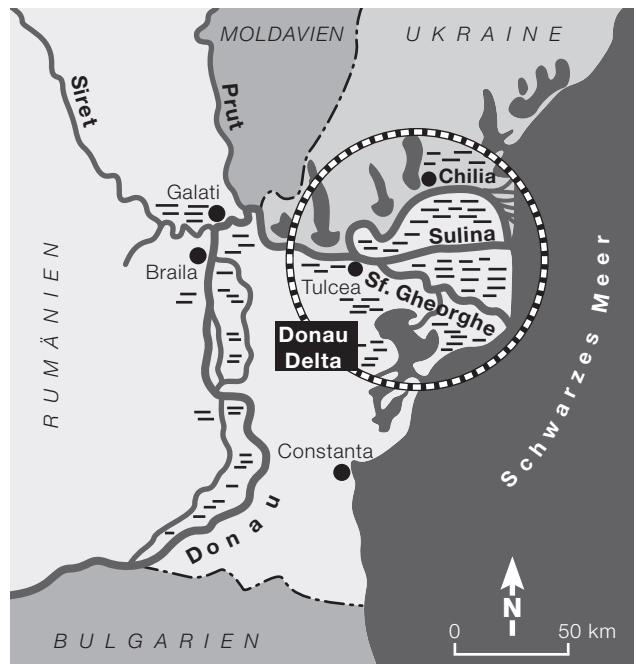 MOLDAVIEN
UKRAINE
Siret
Prut
Galati
Chilia
Braila
Sulina
Tulcea
Sf. Gheorghe
RUMÄNIEN
Donau
Delta
Schwarzes Meer
Constanta
Donau
N
0 50 km
BULGARIEN